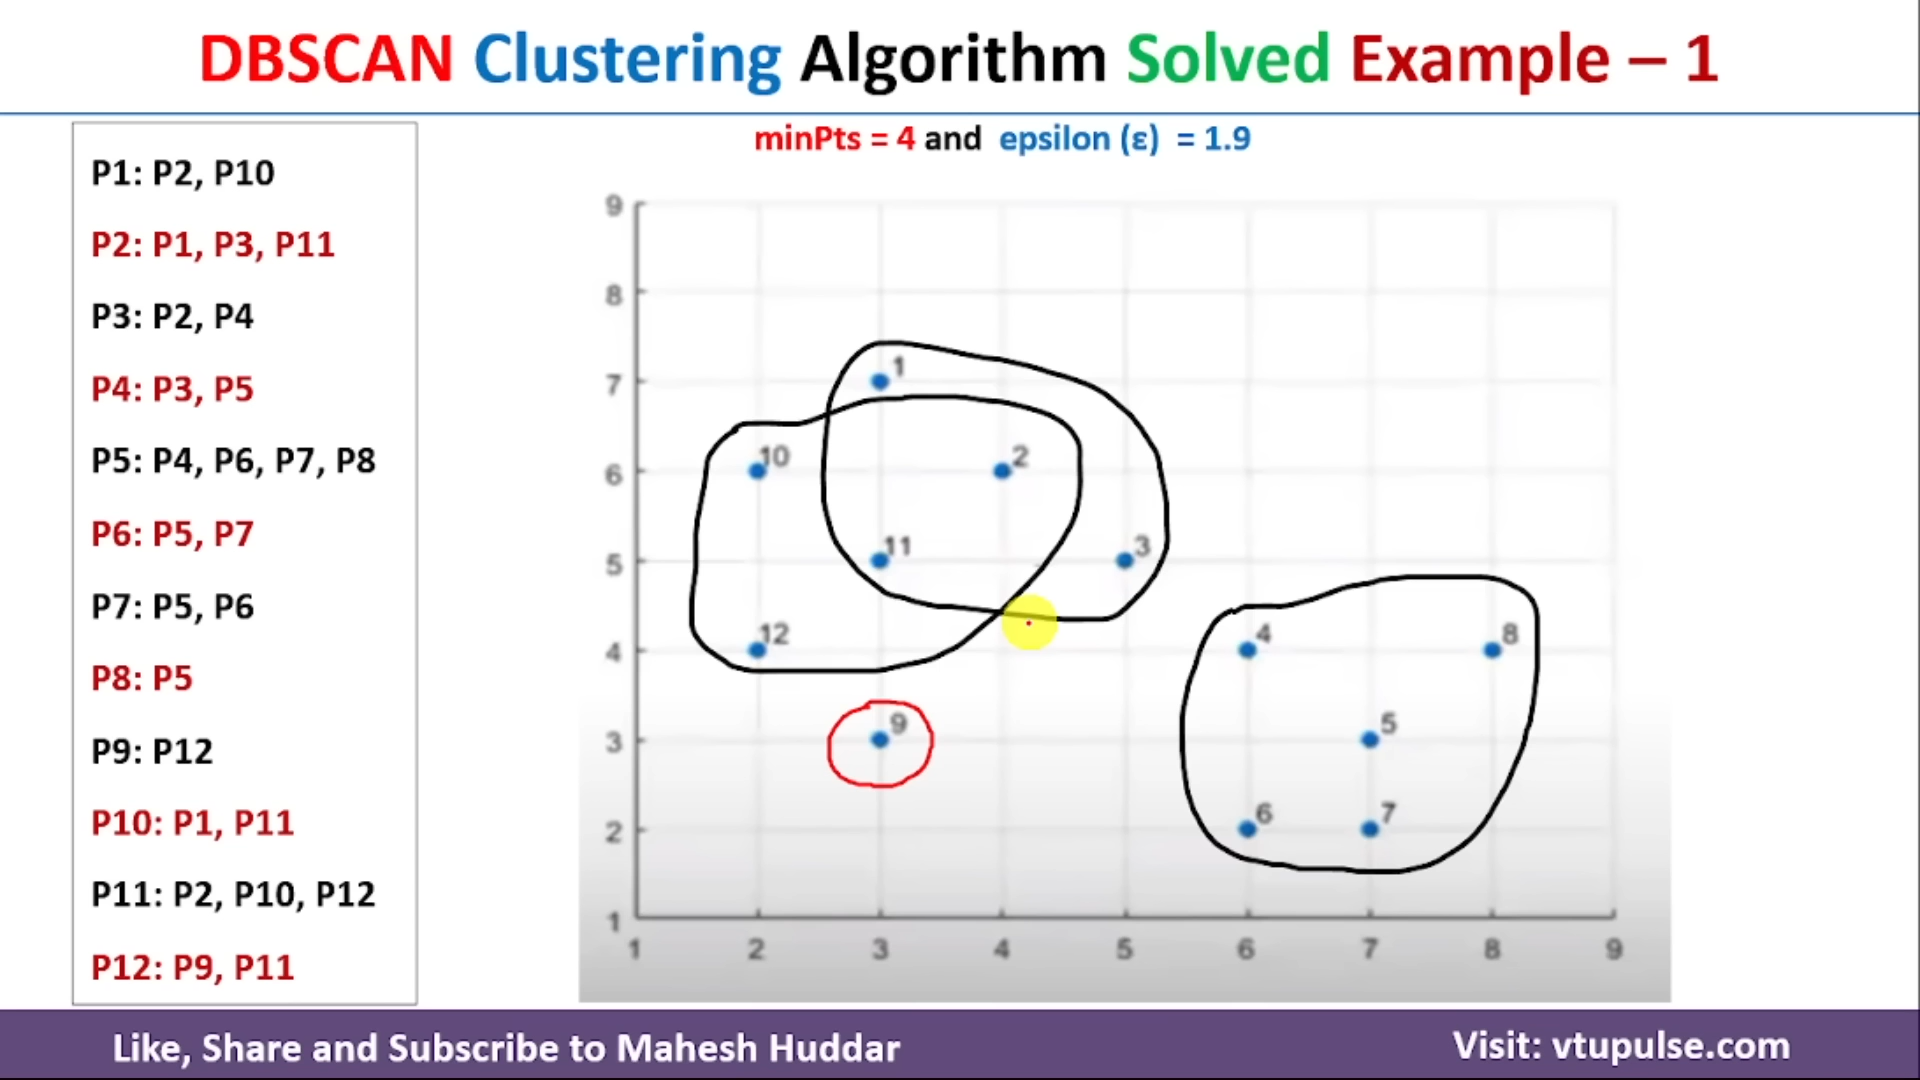 DBSCAN Clustering Algorithm Solved Example – 1
minPts = 4 and epsilon (ε) = 1.9
P1: P2, P10
P2: P1, P3, P11
P3: P2, P4
P4: P3, P5
P5: P4, P6, P7, P8
P6: P5, P7
P7: P5, P6
P8: P5
P9: P12
P10: P1, P11
P11: P2, P10, P12
P12: P9, P11
9
8
7
6
5
4
3
2
1
1 2 3 4 5 6 7 8 9
1
10 2
11 3
12 4 8
9 5
6 7
Like, Share and Subscribe to Mahesh Huddar
Visit: vtupulse.com